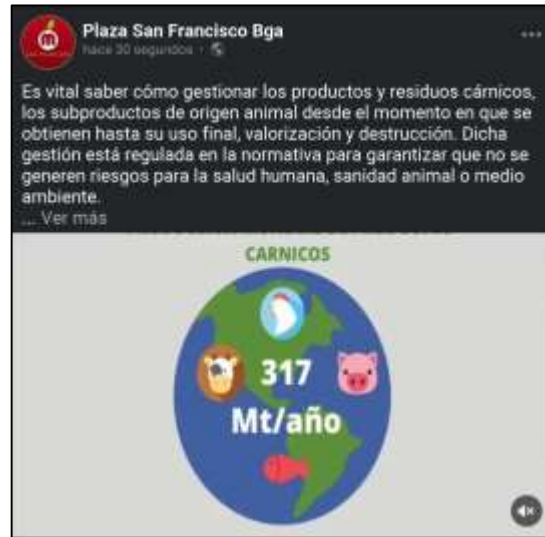 Plaza San Francisco Bga
hace 30 segundos ·
Es vital saber cómo gestionar los productos y residuos cárnicos,
los subproductos de origen animal desde el momento en que se
obtienen hasta su uso final, valorización y destrucción. Dicha
gestión está regulada en la normativa para garantizar que no se
generen riesgos para la salud humana, sanidad animal o medio
ambiente.
... Ver más
CARNICOS
317
Mt/año